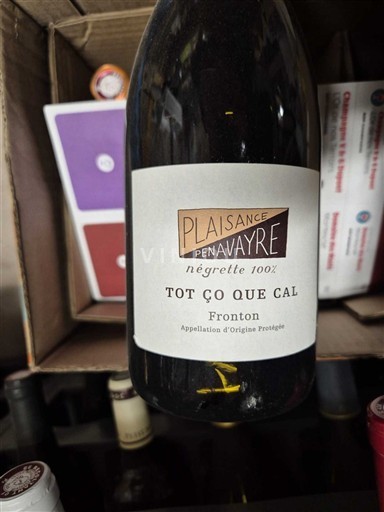 PLAISANCE
PENAVAYRE
négrette 100%
TOT ÇO QUE CAL
Fronton
Appellation d'Origine Protégée